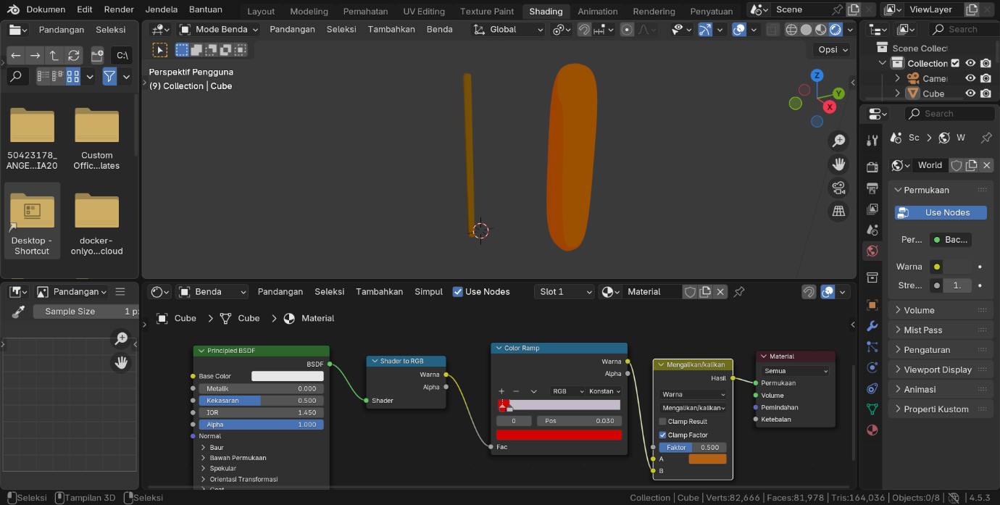 Dokumen Edit Render Jendela Bantuan
Layout Modeling Pemahatan UV Editing Texture Paint Shading Animation Rendering Penyatuan
Scene ViewLayer
Pandangan Seleksi
Mode Benda Pandangan Seleksi Tambahkan Benda Global
Search
C:\
Opsi
Scene Collec
Collection
Came
Cube
Perspektif Pengguna
(9) Collection | Cube
Z
Y
X
50423178_
ANGE...IA20
Custom
Offic...lates
Desktop -
Shortcut
docker-
onlyo...cloud
Search
Sc > W
World
Permukaan
Use Nodes
Per... Bac...
Warna
Stre... 1.
Volume
Mist Pass
Pengaturan
Viewport Display
Animasi
Properti Kustom
Pandangan
Sample Size 1 p
Benda Pandangan Seleksi Tambahkan Simpul Use Nodes Slot 1 Material
Cube > Cube > Material
Principled BSDF
BSDF
Base Color
Metalik 0.000
Kekasaran 0.500
IOR 1.450
Alpha 1.000
Normal
Baur
Bawah Permukaan
Spekular
Orientasi Transformasi
Shader to RGB
Warna
Alpha
Shader
Color Ramp
Warna
Alpha
RGB Konstan
0 Pos 0.030
Fac
Mengalikan/kalikan
Hasil
Warna
Mengalikan/kalikan
Clamp Result
Clamp Factor
Faktor 0.500
A
B
Material
Semua
Permukaan
Volume
Pemindahan
Ketebalan
Seleksi Tampilan 3D Seleksi
Collection | Cube | Verts:82,666 | Faces:81,978 | Tris:164,036 | Objects:0/8 | 4.5.3